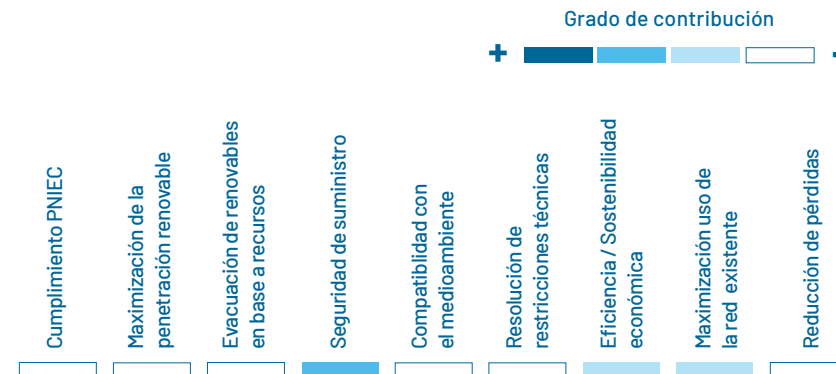 Grado de contribución
+
Cumplimiento PNIEC
Maximización de la
penetración renovable
Evacuación de renovables
en base a recursos
Seguridad de suministro
Compatiblidad con
el medioambiente
Resolución de
restricciones técnicas
Eficiencia / Sostenibilidad
económica
Maximización uso de
la red existente
Reducción de pérdidas